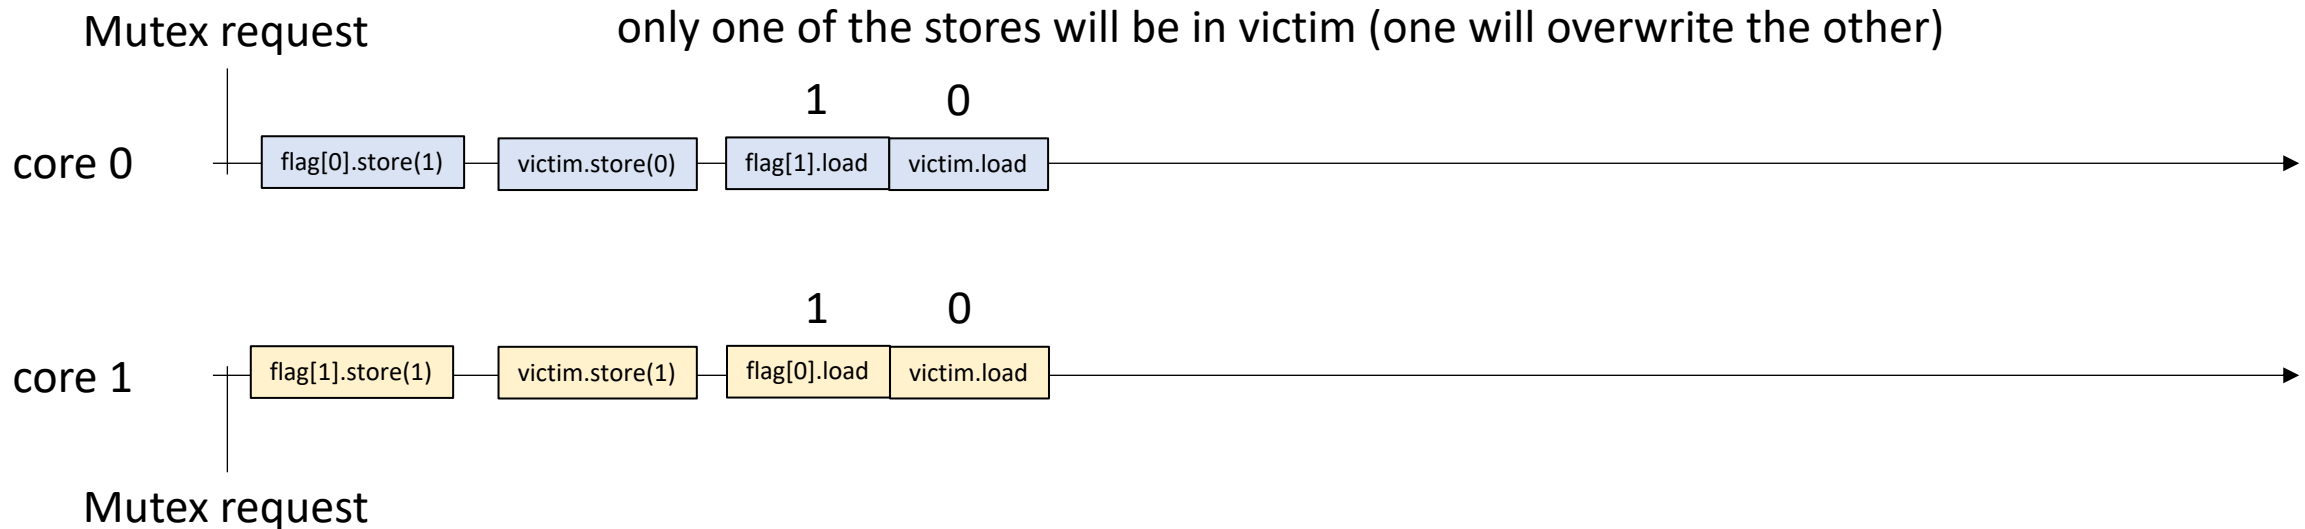 Mutex request
only one of the stores will be in victim (one will overwrite the other)
1 0
core 0
flag[0].store(1)
victim.store(0)
flag[1].load
victim.load
1 0
core 1
flag[1].store(1)
victim.store(1)
flag[0].load
victim.load
Mutex request